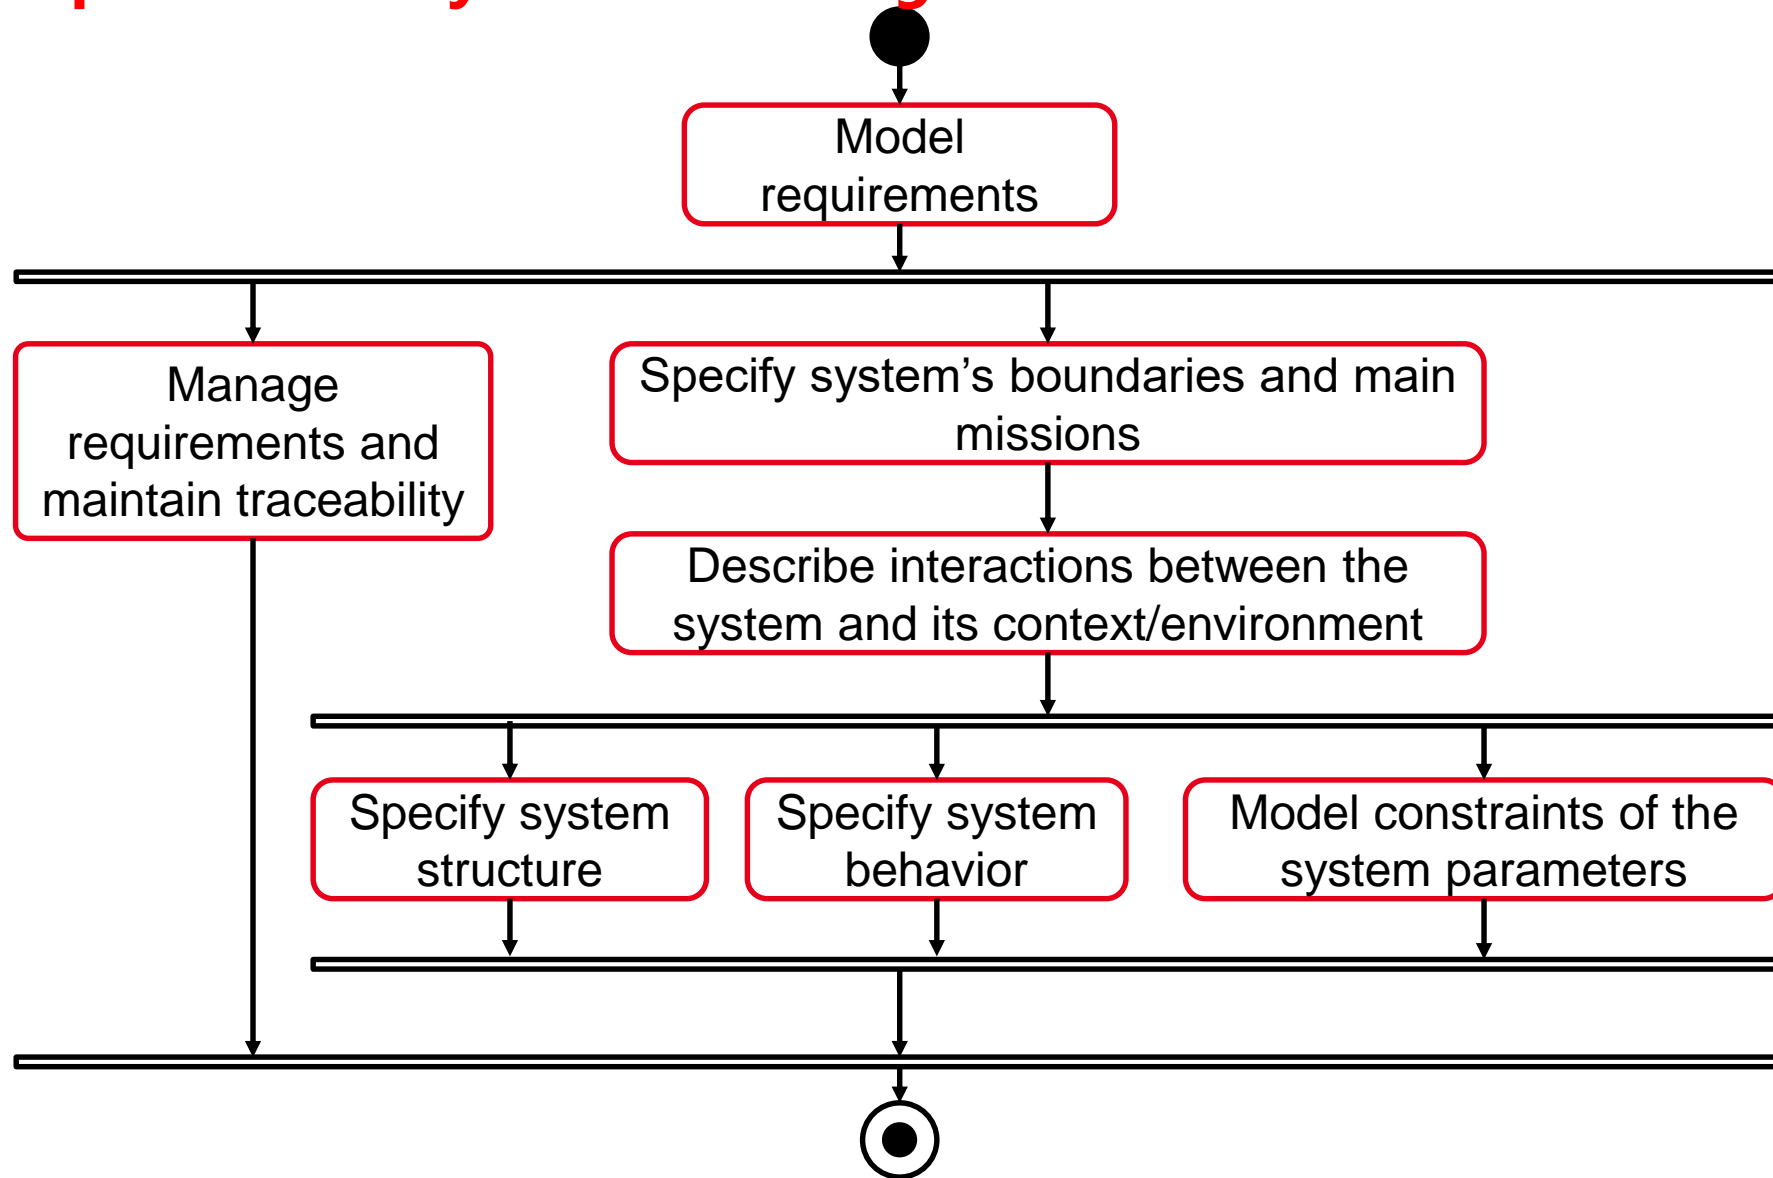 Model
requirements
Manage
requirements and
maintain traceability
Specify system’s boundaries and main
missions
Describe interactions between the
system and its context/environment
Specify system
structure
Specify system
behavior
Model constraints of the
system parameters